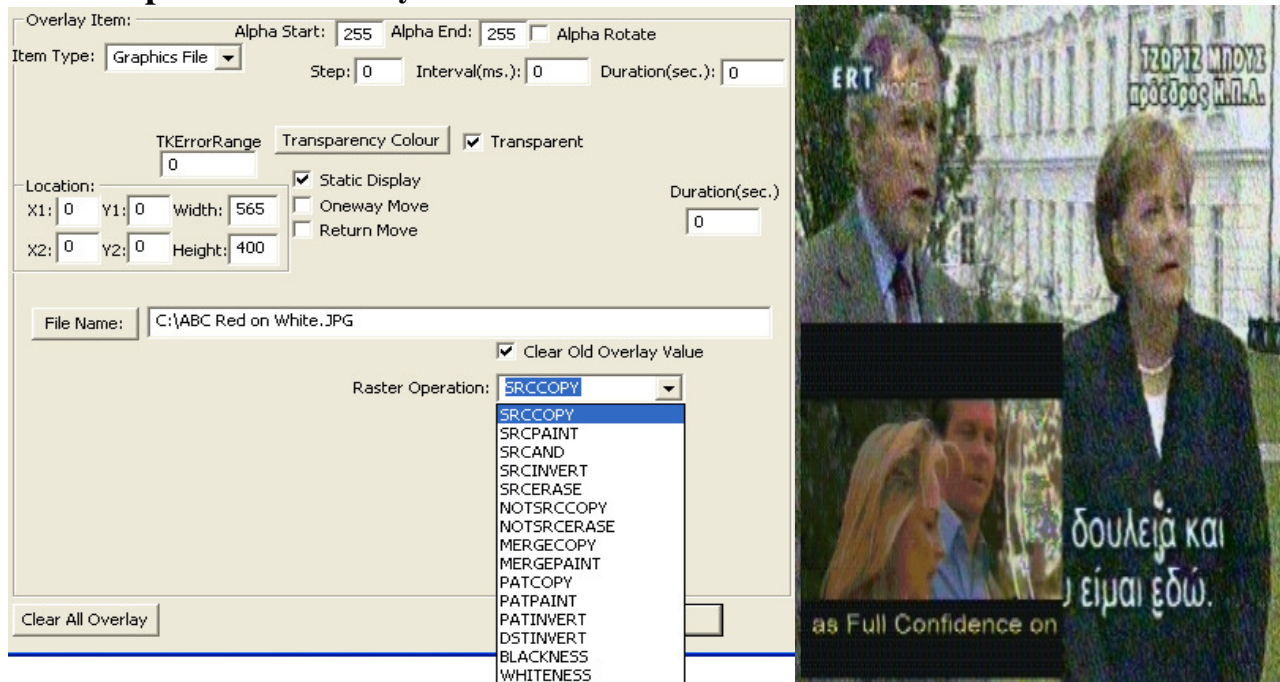 Overlay Item:
Alpha Start: 255 Alpha End: 255 Alpha Rotate
Item Type: Graphics File
Step: 0 Interval(ms.): 0 Duration(sec.): 0
TKErrorRange Transparency Colour Transparent
0
Location:
Static Display
Duration(sec.)
X1: 0 Y1: 0 Width: 565 Oneway Move
0
Return Move
X2: 0 Y2: 0 Height: 400
File Name: C:\ABC Red on White.JPG
Clear Old Overlay Value
Raster Operation: SRCCOPY
SRCCOPY
SRCPAINT
SRCAND
SRCINVERT
SRCERASE
NOTSRCCOPY
NOTSRCERASE
MERGECOPY
MERGEPAINT
PATCOPY
PATPAINT
PATINVERT
DSTINVERT
BLACKNESS
WHITENESS
Clear All Overlay
ERT world
ΤΖΩΡΤΖ ΜΠΟΥΣ
πρόεδρος Η.Π.Α.
δουλειά και
είμαι εδώ.
as Full Confidence on